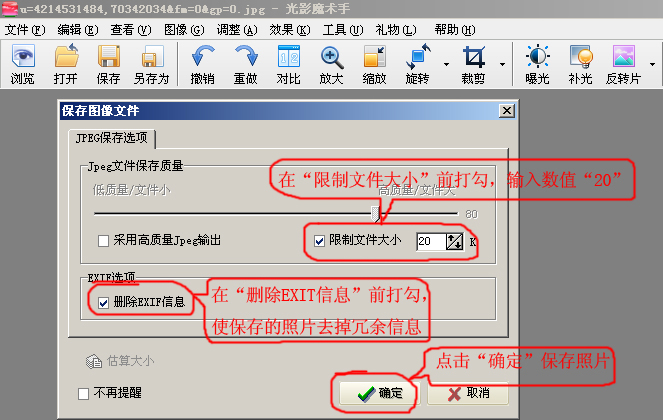 u=4214531484,70342034&fm=0&gp=0.jpg - 光影魔术手
文件(F) 编辑(E) 查看(V) 图像(G) 调整(A) 效果(K) 工具(U) 礼物(L) 帮助(H)
浏览 打开 保存 另存为 撤销 重做 对比 放大 缩放 旋转 裁剪 曝光 补光 反转片
保存图像文件
JPEG保存选项
Jpeg文件保存质量
在“限制文件大小”前打勾，输入数值“20”
低质量/文件小 高质量/文件大
80
采用高质量Jpeg输出 限制文件大小 20 K
EXIF选项
删除EXIF信息
在“删除EXIT信息”前打勾，
使保存的照片去掉冗余信息
估算大小
点击“确定”保存照片
不再提醒 确定 取消